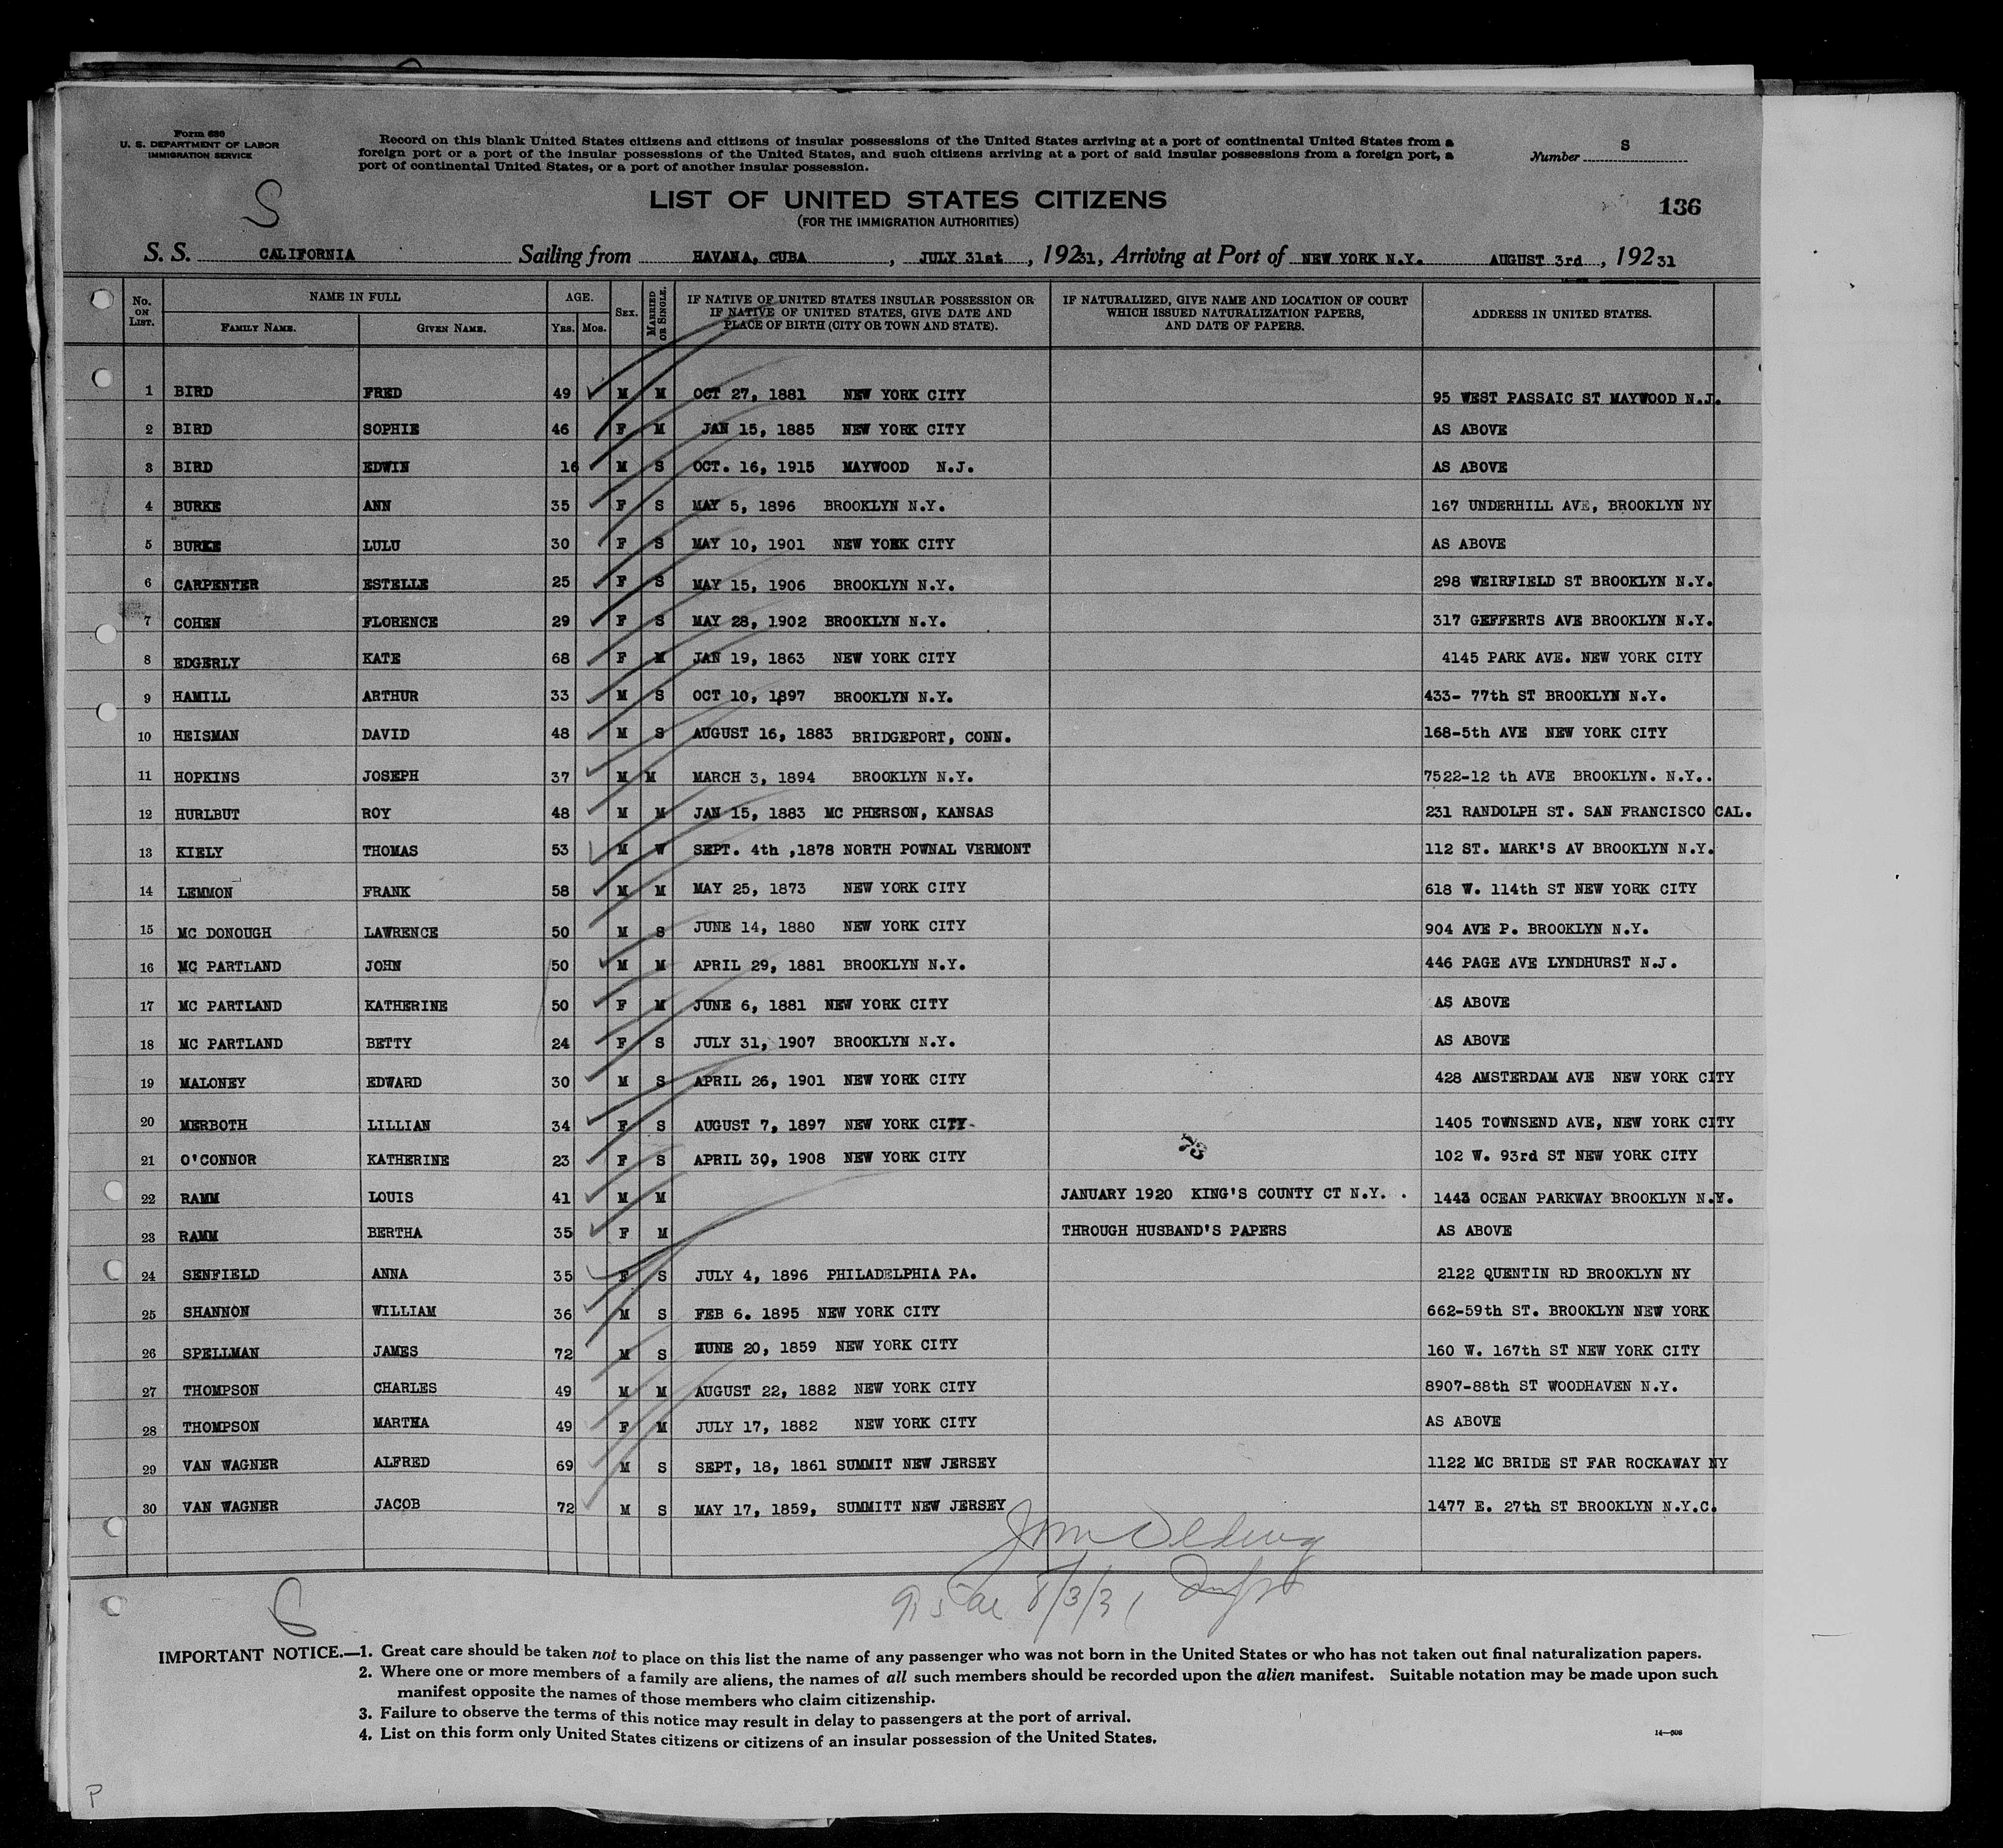 Form 630
U. S. DEPARTMENT OF LABOR
IMMIGRATION SERVICE
Record on this blank United States citizens and citizens of insular possessions of the United States arriving at a port of continental United States from a
foreign port or a port of the insular possessions of the United States, and such citizens arriving at a port of said insular possessions from a foreign port, a
port of continental United States, or a port of another insular possession.
Number S
S
LIST OF UNITED STATES CITIZENS
(FOR THE IMMIGRATION AUTHORITIES)
136
S. S. CALIFORNIA Sailing from HAVANA, CUBA , JULY 31st , 19231, Arriving at Port of NEW YORK N.Y. AUGUST 3rd , 19231
No. ON LIST. NAME IN FULL FAMILY NAME. GIVEN NAME. AGE. YRS. MOS. SEX. MARRIED OR SINGLE. IF NATIVE OF UNITED STATES INSULAR POSSESSION OR IF NATIVE OF UNITED STATES, GIVE DATE AND PLACE OF BIRTH (CITY OR TOWN AND STATE). IF NATURALIZED, GIVE NAME AND LOCATION OF COURT WHICH ISSUED NATURALIZATION PAPERS, AND DATE OF PAPERS. ADDRESS IN UNITED STATES.
1 BIRD FRED 49 M M OCT 27, 1881 NEW YORK CITY 95 WEST PASSAIC ST MAYWOOD N.J.
2 BIRD SOPHIE 46 F M JAN 15, 1885 NEW YORK CITY AS ABOVE
3 BIRD EDWIN 16 M S OCT. 16, 1915 MAYWOOD N.J. AS ABOVE
4 BURKE ANN 35 F S MAY 5, 1896 BROOKLYN N.Y. 167 UNDERHILL AVE, BROOKLYN NY
5 BURKE LULU 30 F S MAY 10, 1901 NEW YORK CITY AS ABOVE
6 CARPENTER ESTELLE 25 F S MAY 15, 1906 BROOKLYN N.Y. 298 WEIRFIELD ST BROOKLYN N.Y.
7 COHEN FLORENCE 29 F S MAY 28, 1902 BROOKLYN N.Y. 317 GEFFERTS AVE BROOKLYN N.Y.
8 EDGERLY KATE 68 F M JAN 19, 1863 NEW YORK CITY 4145 PARK AVE. NEW YORK CITY
9 HAMILL ARTHUR 33 M S OCT 10, 1897 BROOKLYN N.Y. 433- 77th ST BROOKLYN N.Y.
10 HEISMAN DAVID 48 M S AUGUST 16, 1883 BRIDGEPORT, CONN. 168-5th AVE NEW YORK CITY
11 HOPKINS JOSEPH 37 M M MARCH 3, 1894 BROOKLYN N.Y. 7522-12 th AVE BROOKLYN. N.Y..
12 HURLBUT ROY 48 M M JAN 15, 1883 MC PHERSON, KANSAS 231 RANDOLPH ST. SAN FRANCISCO CAL.
13 KIELY THOMAS 53 M W SEPT. 4th ,1878 NORTH POWNAL VERMONT 112 ST. MARK'S AV BROOKLYN N.Y.
14 LEMMON FRANK 58 M M MAY 25, 1873 NEW YORK CITY 618 W. 114th ST NEW YORK CITY
15 MC DONOUGH LAWRENCE 50 M S JUNE 14, 1880 NEW YORK CITY 904 AVE P. BROOKLYN N.Y.
16 MC PARTLAND JOHN 50 M M APRIL 29, 1881 BROOKLYN N.Y. 446 PAGE AVE LYNDHURST N.J.
17 MC PARTLAND KATHERINE 50 F M JUNE 6, 1881 NEW YORK CITY AS ABOVE
18 MC PARTLAND BETTY 24 F S JULY 31, 1907 BROOKLYN N.Y. AS ABOVE
19 MALONEY EDWARD 30 M S APRIL 26, 1901 NEW YORK CITY 428 AMSTERDAM AVE NEW YORK CITY
20 MERBOTH LILLIAN 34 F S AUGUST 7, 1897 NEW YORK CITY- 1405 TOWNSEND AVE, NEW YORK CITY
21 O'CONNOR KATHERINE 23 F S APRIL 30, 1908 NEW YORK CITY 73 102 W. 93rd ST NEW YORK CITY
22 RAMM LOUIS 41 M M JANUARY 1920 KING'S COUNTY CT N.Y. . 1443 OCEAN PARKWAY BROOKLYN N.Y.
23 RAMM BERTHA 35 F M THROUGH HUSBAND'S PAPERS AS ABOVE
24 SENFIELD ANNA 35 F S JULY 4, 1896 PHILADELPHIA PA. 2122 QUENTIN RD BROOKLYN NY
25 SHANNON WILLIAM 36 M S FEB 6. 1895 NEW YORK CITY 662-59th ST. BROOKLYN NEW YORK
26 SPELLMAN JAMES 72 M S JUNE 20, 1859 NEW YORK CITY 160 W. 167th ST NEW YORK CITY
27 THOMPSON CHARLES 49 M M AUGUST 22, 1882 NEW YORK CITY 8907-88th ST WOODHAVEN N.Y.
28 THOMPSON MARTHA 49 F M JULY 17, 1882 NEW YORK CITY AS ABOVE
29 VAN WAGNER ALFRED 69 M S SEPT, 18, 1861 SUMMIT NEW JERSEY 1122 MC BRIDE ST FAR ROCKAWAY NY
30 VAN WAGNER JACOB 72 M S MAY 17, 1859, SUMMITT NEW JERSEY 1477 E. 27th ST BROOKLYN N.Y.C.
8/3/31
IMPORTANT NOTICE.—1. Great care should be taken not to place on this list the name of any passenger who was not born in the United States or who has not taken out final naturalization papers.
2. Where one or more members of a family are aliens, the names of all such members should be recorded upon the alien manifest. Suitable notation may be made upon such
manifest opposite the names of those members who claim citizenship.
3. Failure to observe the terms of this notice may result in delay to passengers at the port of arrival.
4. List on this form only United States citizens or citizens of an insular possession of the United States.
P